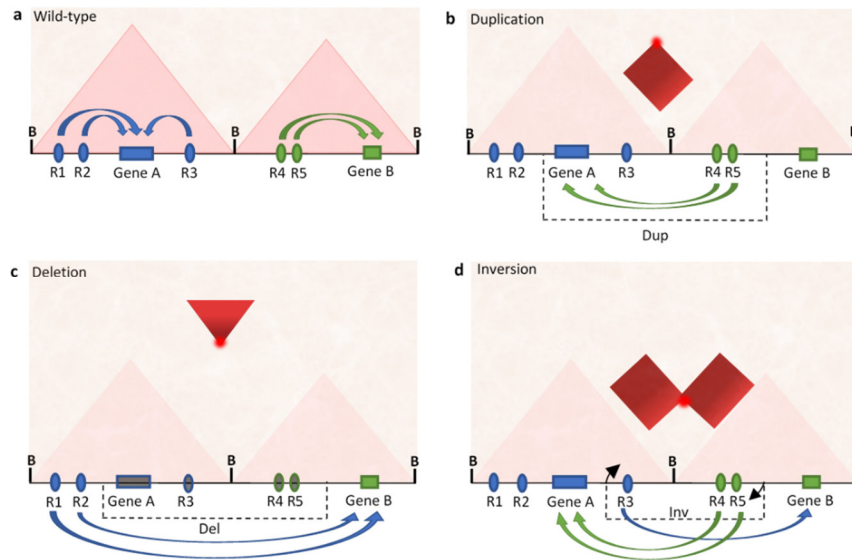 a Wild-type
B B B
R1 R2 Gene A R3 R4 R5 Gene B
b Duplication
B B B
R1 R2 Gene A R3 R4 R5 Gene B
Dup
c Deletion
B B B
R1 R2 Gene A R3 R4 R5 Gene B
Del
d Inversion
B B B
R1 R2 Gene A R3 R4 R5 Gene B
Inv